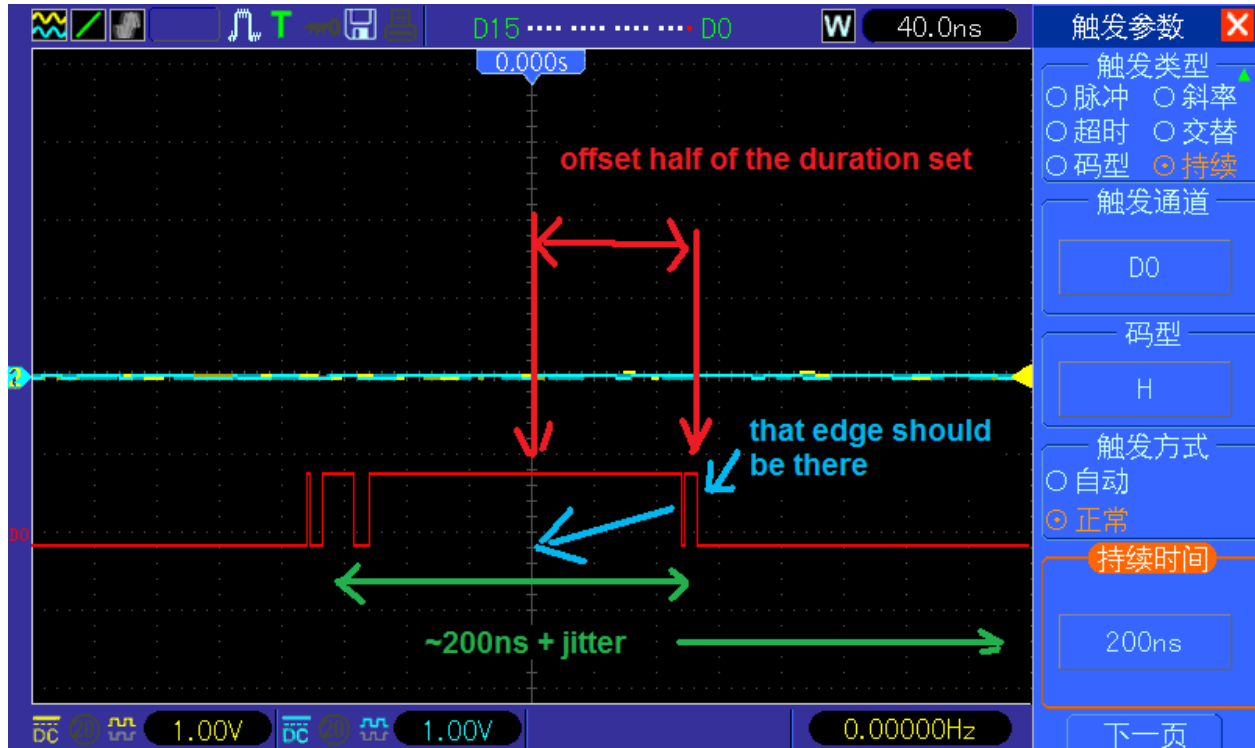 T D15 D0 W 40.0ns
0.000s
offset half of the duration set
that edge should
be there
D0
~200ns + jitter
DC 20 1.00V DC 20 1.00V 0.00000Hz
触发参数 X
触发类型
脉冲 斜率
超时 交替
码型 持续
触发通道
D0
码型
H
触发方式
自动
正常
持续时间
200ns
下一页